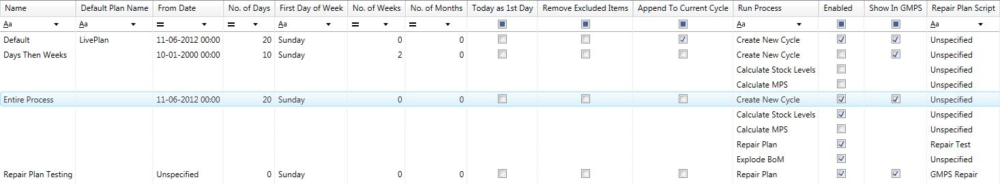 Name Default Plan Name From Date No. of Days First Day of Week No. of Weeks No. of Months Today as 1st Day Remove Excluded Items Append To Current Cycle Run Process Enabled Show In GMPS Repair Plan Script
Aa Aa = = Aa = = Aa Aa
Default LivePlan 11-06-2012 00:00 20 Sunday 0 0 Create New Cycle Unspecified
Days Then Weeks 10-01-2000 00:00 10 Sunday 2 0 Create New Cycle Unspecified
Calculate Stock Levels Unspecified
Calculate MPS Unspecified
Entire Process 11-06-2012 00:00 20 Sunday 0 0 Create New Cycle Unspecified
Calculate Stock Levels Unspecified
Calculate MPS Unspecified
Repair Plan Repair Test
Explode BoM Unspecified
Repair Plan Testing Unspecified 0 Sunday 0 0 Repair Plan GMPS Repair